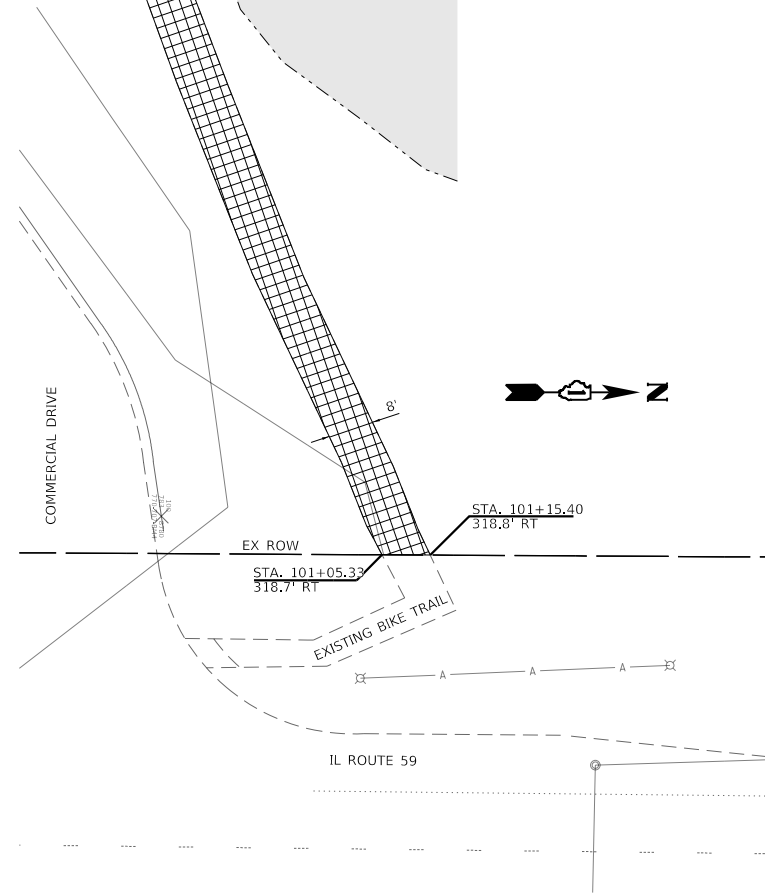 8'
N
COMMERCIAL DRIVE
STA. 101+15.40
318.8' RT
EX ROW
STA. 101+05.33
318.7' RT
EXISTING BIKE TRAIL
A
A
A
IL ROUTE 59